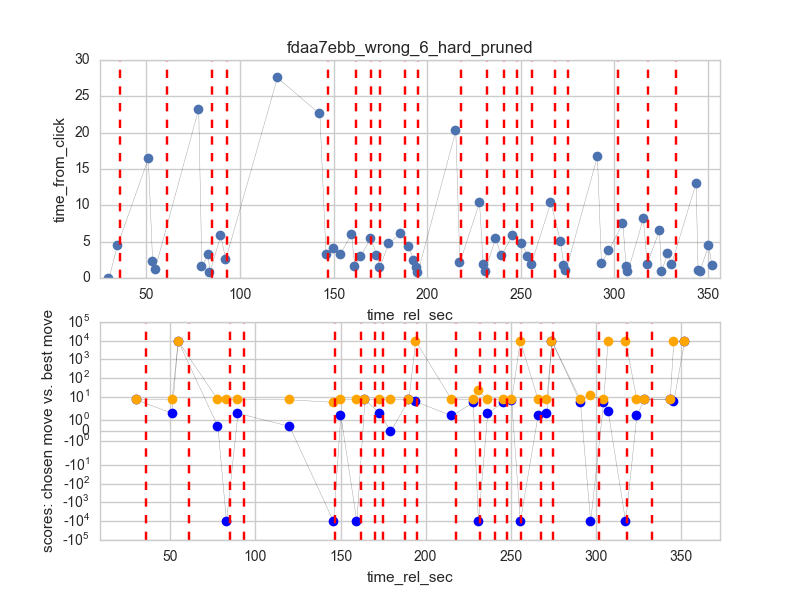 fdaa7ebb_wrong_6_hard_pruned
30
25
20
15
10
5
0
time_from_click
50 100 150 200 250 300 350
time_rel_sec
10^5
10^4
10^3
10^2
10^1
10^0
0
-10^0
-10^1
-10^2
-10^3
-10^4
-10^5
scores: chosen move vs. best move
50 100 150 200 250 300 350
time_rel_sec